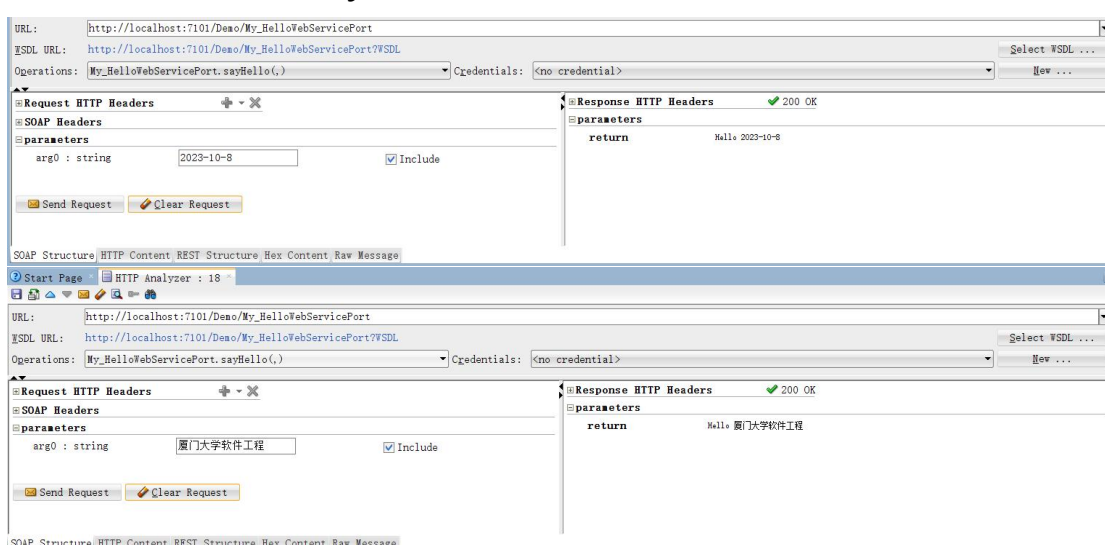 URL: http://localhost:7101/Demo/My_HelloWebServicePort
WSDL URL: http://localhost:7101/Demo/My_HelloWebServicePort?WSDL Select WSDL ...
Operations: My_HelloWebServicePort.sayHello(,) Credentials: <no credential> New ...
Request HTTP Headers Response HTTP Headers 200 OK
SOAP Headers parameters
parameters return Hello 2023-10-8
arg0 : string 2023-10-8 Include
Send Request Clear Request
SOAP Structure HTTP Content REST Structure Hex Content Raw Message
Start Page HTTP Analyzer : 18
URL: http://localhost:7101/Demo/My_HelloWebServicePort
WSDL URL: http://localhost:7101/Demo/My_HelloWebServicePort?WSDL Select WSDL ...
Operations: My_HelloWebServicePort.sayHello(,) Credentials: <no credential> New ...
Request HTTP Headers Response HTTP Headers 200 OK
SOAP Headers parameters
parameters return Hello 厦门大学软件工程
arg0 : string 厦门大学软件工程 Include
Send Request Clear Request
SOAP Structure HTTP Content REST Structure Hex Content Raw Message